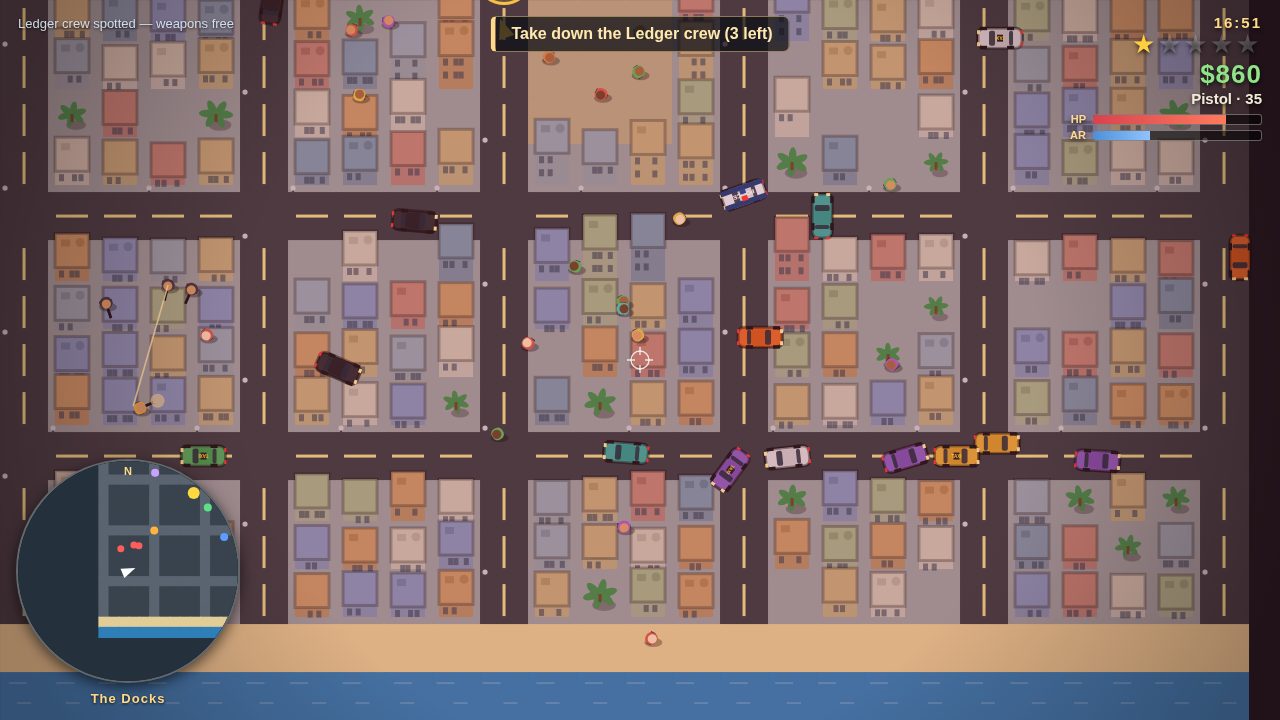 Ledger crew spotted — weapons free
Take down the Ledger crew (3 left)
16:51
$860
Pistol · 35
HP
AR
N
The Docks